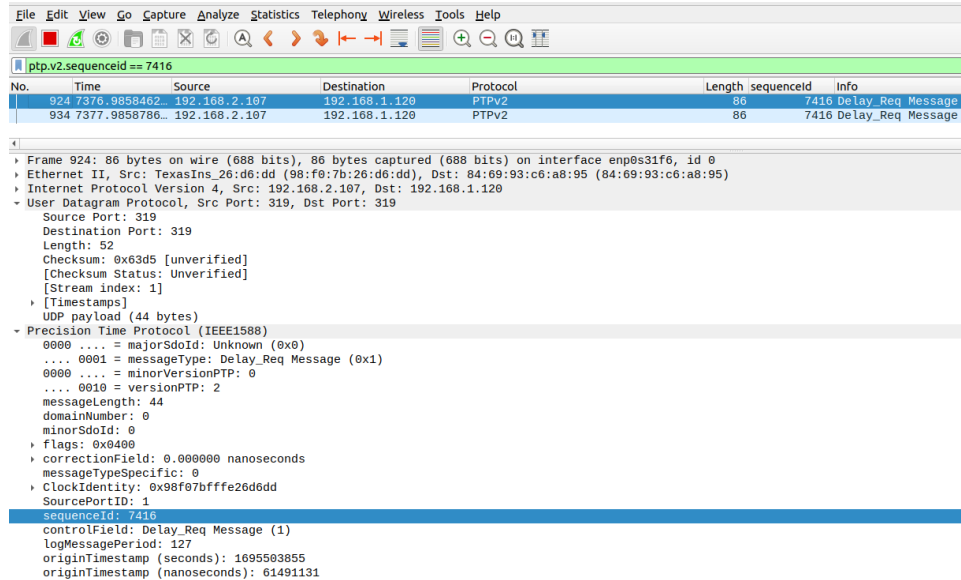 File Edit View Go Capture Analyze Statistics Telephony Wireless Tools Help
ptp.v2.sequenceid == 7416
No. Time Source Destination Protocol Length sequenceId Info
924 7376.9858462… 192.168.2.107 192.168.1.120 PTPv2 86 7416 Delay_Req Message
934 7377.9858786… 192.168.2.107 192.168.1.120 PTPv2 86 7416 Delay_Req Message
Frame 924: 86 bytes on wire (688 bits), 86 bytes captured (688 bits) on interface enp0s31f6, id 0
Ethernet II, Src: TexasIns_26:d6:dd (98:f0:7b:26:d6:dd), Dst: 84:69:93:c6:a8:95 (84:69:93:c6:a8:95)
Internet Protocol Version 4, Src: 192.168.2.107, Dst: 192.168.1.120
User Datagram Protocol, Src Port: 319, Dst Port: 319
Source Port: 319
Destination Port: 319
Length: 52
Checksum: 0x63d5 [unverified]
[Checksum Status: Unverified]
[Stream index: 1]
[Timestamps]
UDP payload (44 bytes)
Precision Time Protocol (IEEE1588)
0000 .... = majorSdoId: Unknown (0x0)
.... 0001 = messageType: Delay_Req Message (0x1)
0000 .... = minorVersionPTP: 0
.... 0010 = versionPTP: 2
messageLength: 44
domainNumber: 0
minorSdoId: 0
flags: 0x0400
correctionField: 0.000000 nanoseconds
messageTypeSpecific: 0
ClockIdentity: 0x98f07bfffe26d6dd
SourcePortID: 1
sequenceId: 7416
controlField: Delay_Req Message (1)
logMessagePeriod: 127
originTimestamp (seconds): 1695503855
originTimestamp (nanoseconds): 61491131